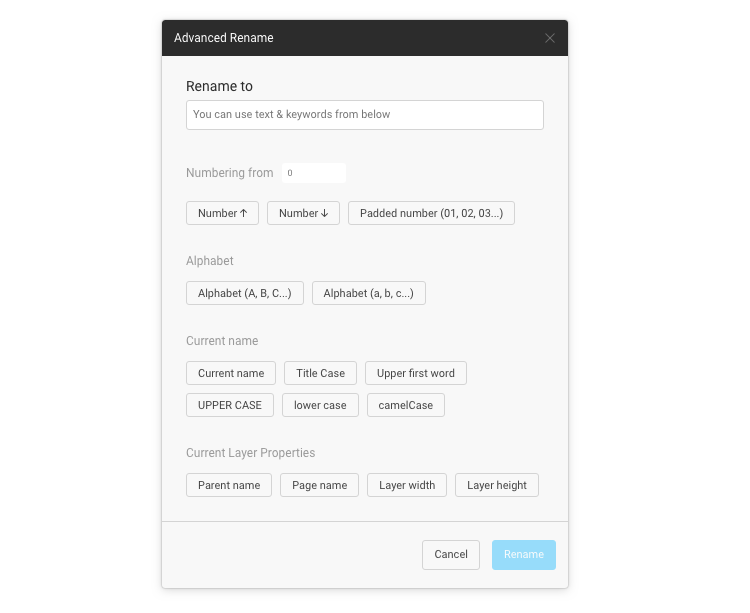 Advanced Rename
Rename to
You can use text & keywords from below
Numbering from 0
Number↑ Number↓ Padded number (01, 02, 03...)
Alphabet
Alphabet (A, B, C...) Alphabet (a, b, c...)
Current name
Current name Title Case Upper first word
UPPER CASE lower case camelCase
Current Layer Properties
Parent name Page name Layer width Layer height
Cancel Rename